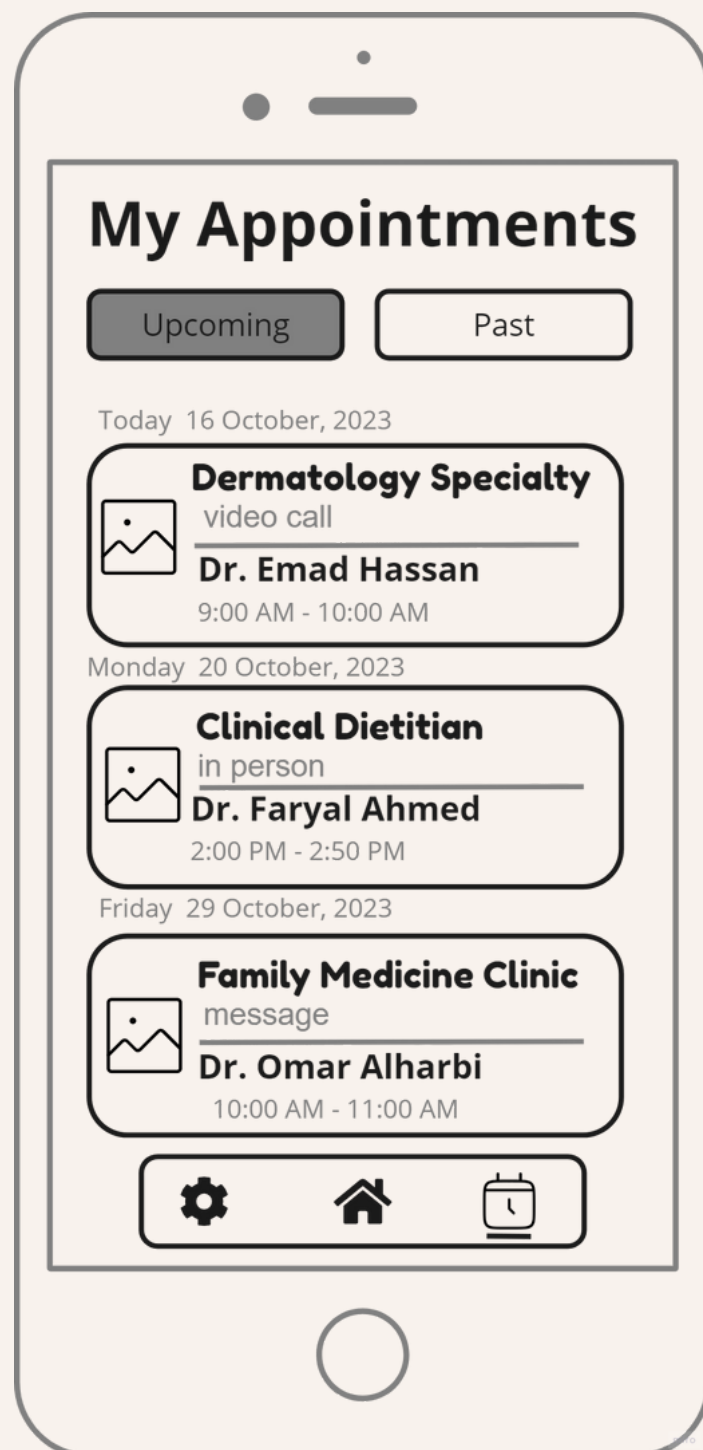 My Appointments
Upcoming Past
Today 16 October, 2023
Dermatology Specialty
video call
Dr. Emad Hassan
9:00 AM - 10:00 AM
Monday 20 October, 2023
Clinical Dietitian
in person
Dr. Faryal Ahmed
2:00 PM - 2:50 PM
Friday 29 October, 2023
Family Medicine Clinic
message
Dr. Omar Alharbi
10:00 AM - 11:00 AM